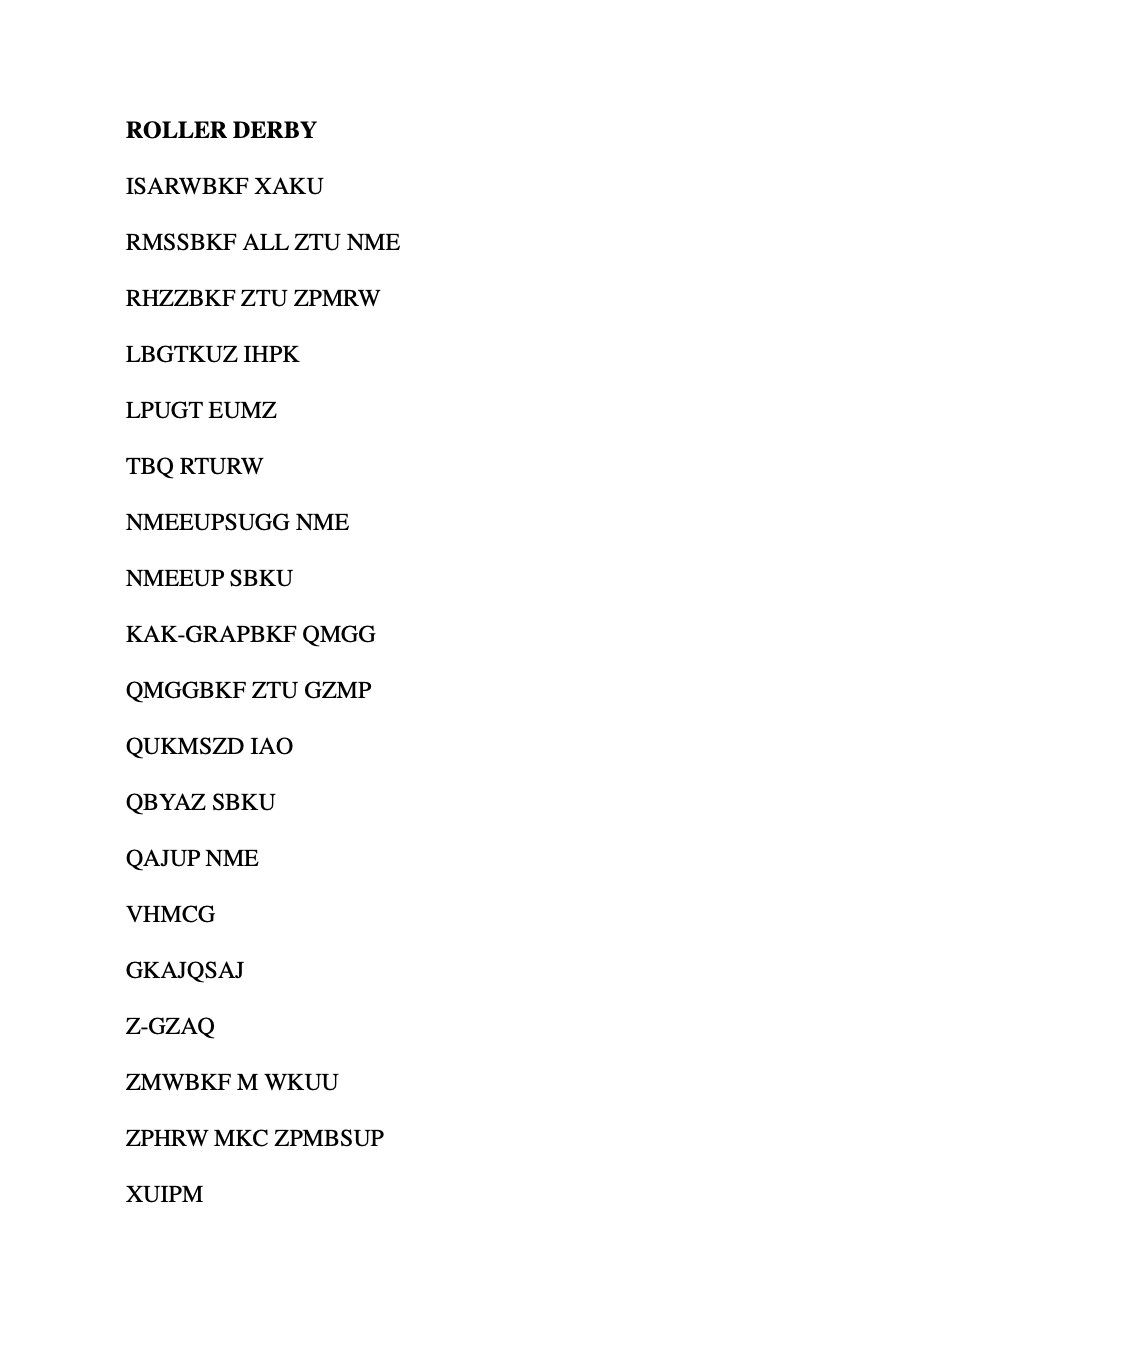 ROLLER DERBY
ISARWBKF XAKU
RMSSBKF ALL ZTU NME
RHZZBKF ZTU ZPMRW
LBGTKUZ IHPK
LPUGT EUMZ
TBQ RTURW
NMEEUPSUGG NME
NMEEUP SBKU
KAK-GRAPBKF QMGG
QMGGBKF ZTU GZMP
QUKMSZD IAO
QBYAZ SBKU
QAJUP NME
VHMCG
GKAJQSAJ
Z-GZAQ
ZMWBKF M WKUU
ZPHRW MKC ZPMBSUP
XUIPM